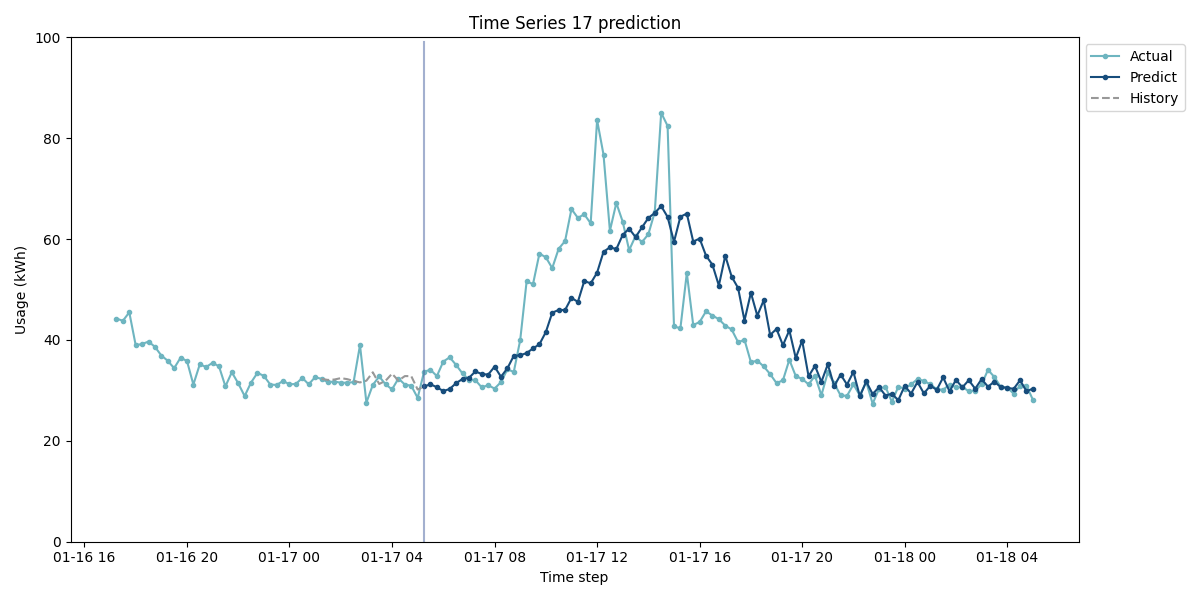 Time Series 17 prediction
100
80
60
40
20
0
Usage (kWh)
01-16 16
01-16 20
01-17 00
01-17 04
01-17 08
01-17 12
01-17 16
01-17 20
01-18 00
01-18 04
Time step
Actual
Predict
History